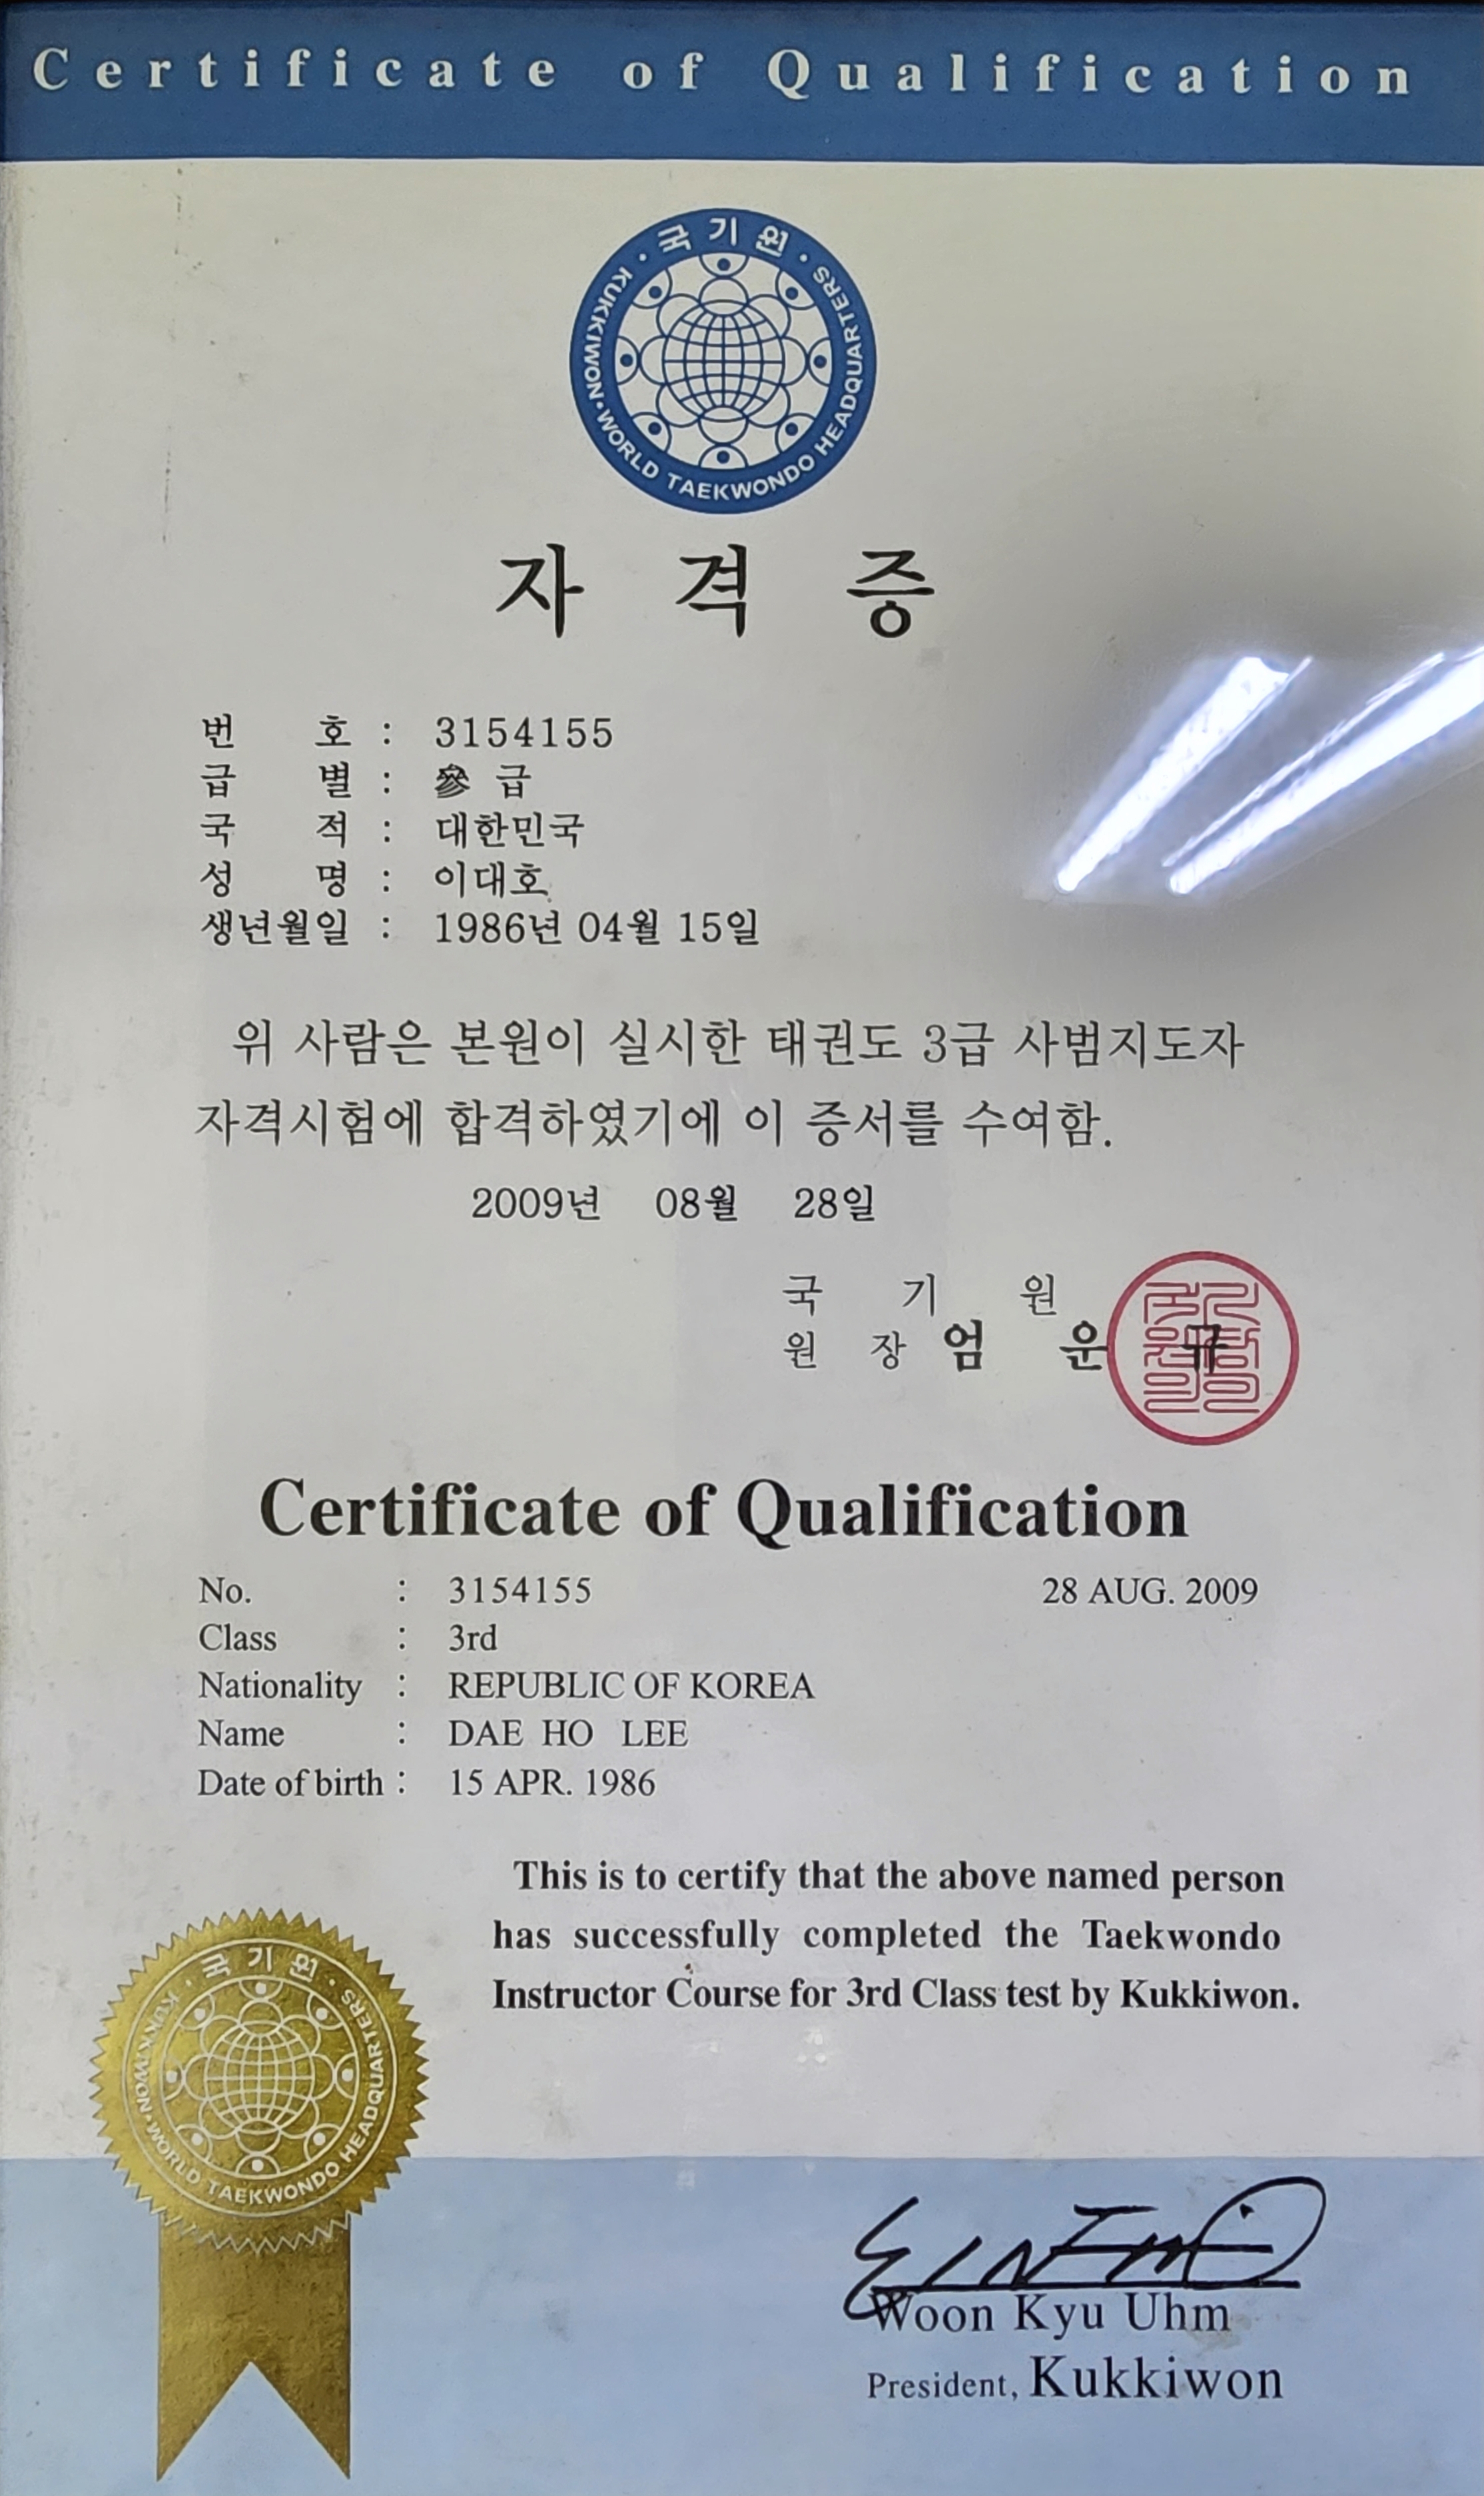 Certificate of Qualification
국기원
KUKKIWON·WORLD TAEKWONDO HEADQUARTERS
자 격 증
번 호 : 3154155
급 별 : 參 급
국 적 : 대한민국
성 명 : 이대호
생년월일 : 1986년 04월 15일
위 사람은 본원이 실시한 태권도 3급 사범지도자
자격시험에 합격하였기에 이 증서를 수여함.
2009년 08월 28일
국 기 원
원 장 엄 운 규
Certificate of Qualification
No. : 3154155 28 AUG. 2009
Class : 3rd
Nationality : REPUBLIC OF KOREA
Name : DAE HO LEE
Date of birth : 15 APR. 1986
This is to certify that the above named person
has successfully completed the Taekwondo
Instructor Course for 3rd Class test by Kukkiwon.
국기원
KUKKIWON·WORLD TAEKWONDO HEADQUARTERS
Woon Kyu Uhm
President, Kukkiwon